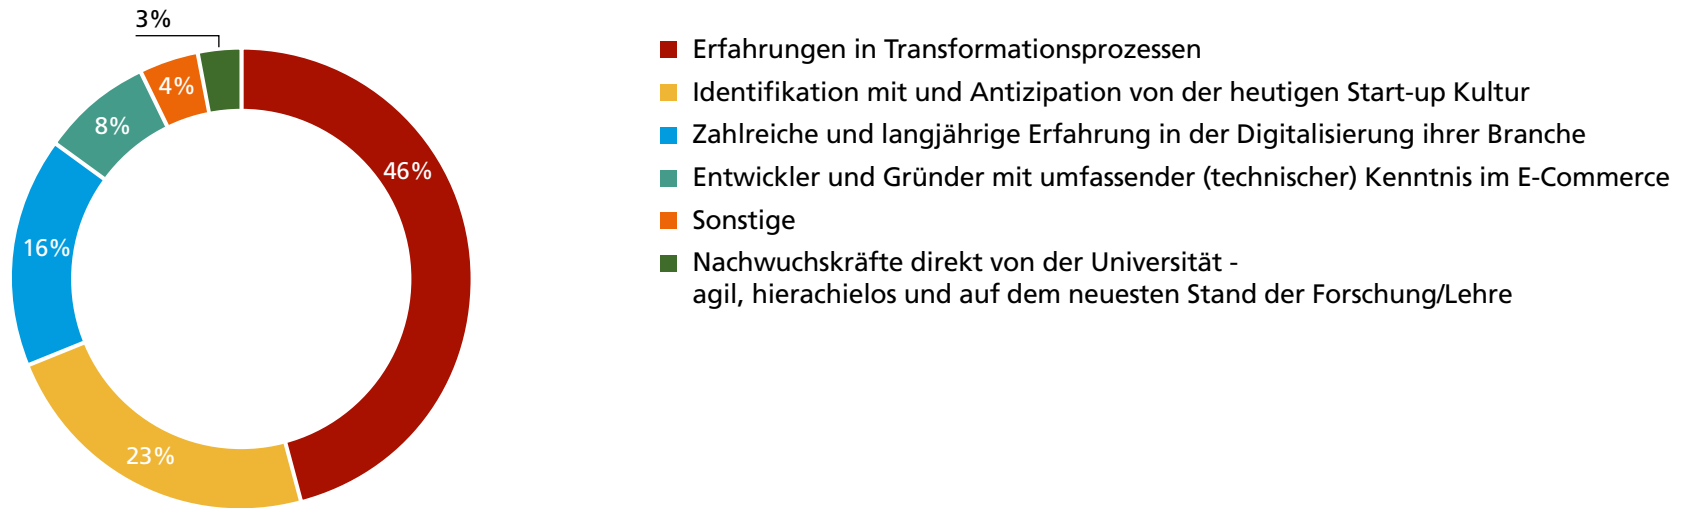 3%
4%
8%
46%
16%
23%
Erfahrungen in Transformationsprozessen
Identifikation mit und Antizipation von der heutigen Start-up Kultur
Zahlreiche und langjährige Erfahrung in der Digitalisierung ihrer Branche
Entwickler und Gründer mit umfassender (technischer) Kenntnis im E-Commerce
Sonstige
Nachwuchskräfte direkt von der Universität -
agil, hierachielos und auf dem neuesten Stand der Forschung/Lehre